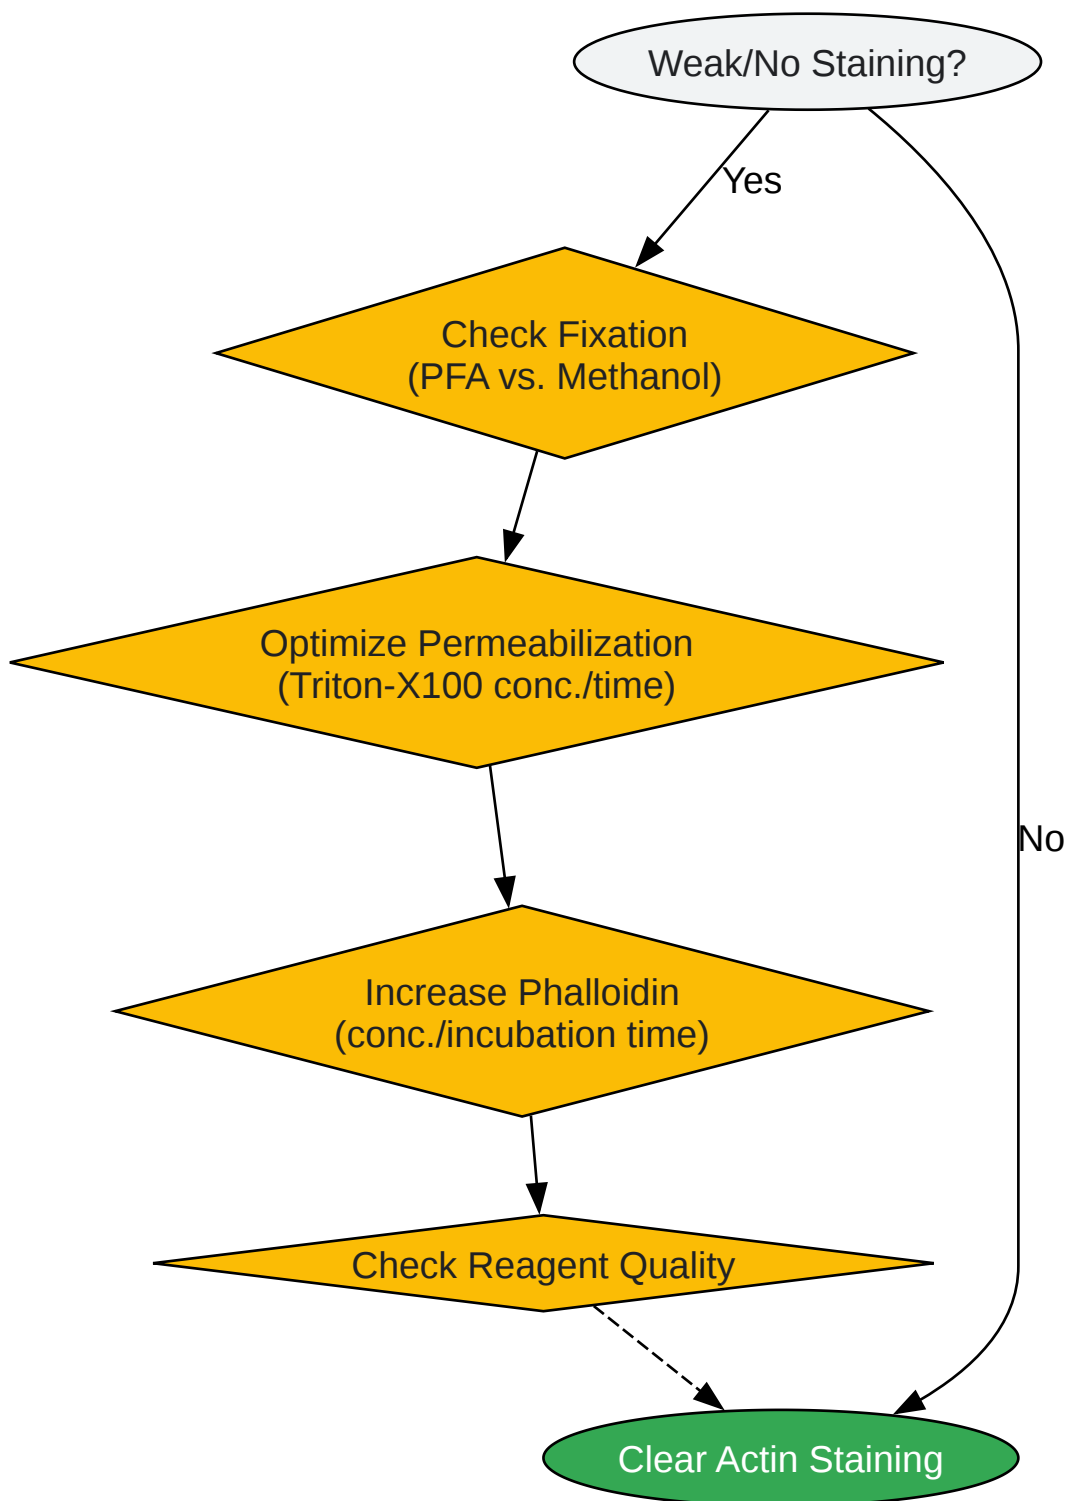 Weak/No Staining?
Yes
Check Fixation
(PFA vs. Methanol)
Optimize Permeabilization
(Triton-X100 conc./time)
No
Increase Phalloidin
(conc./incubation time)
Check Reagent Quality
Clear Actin Staining